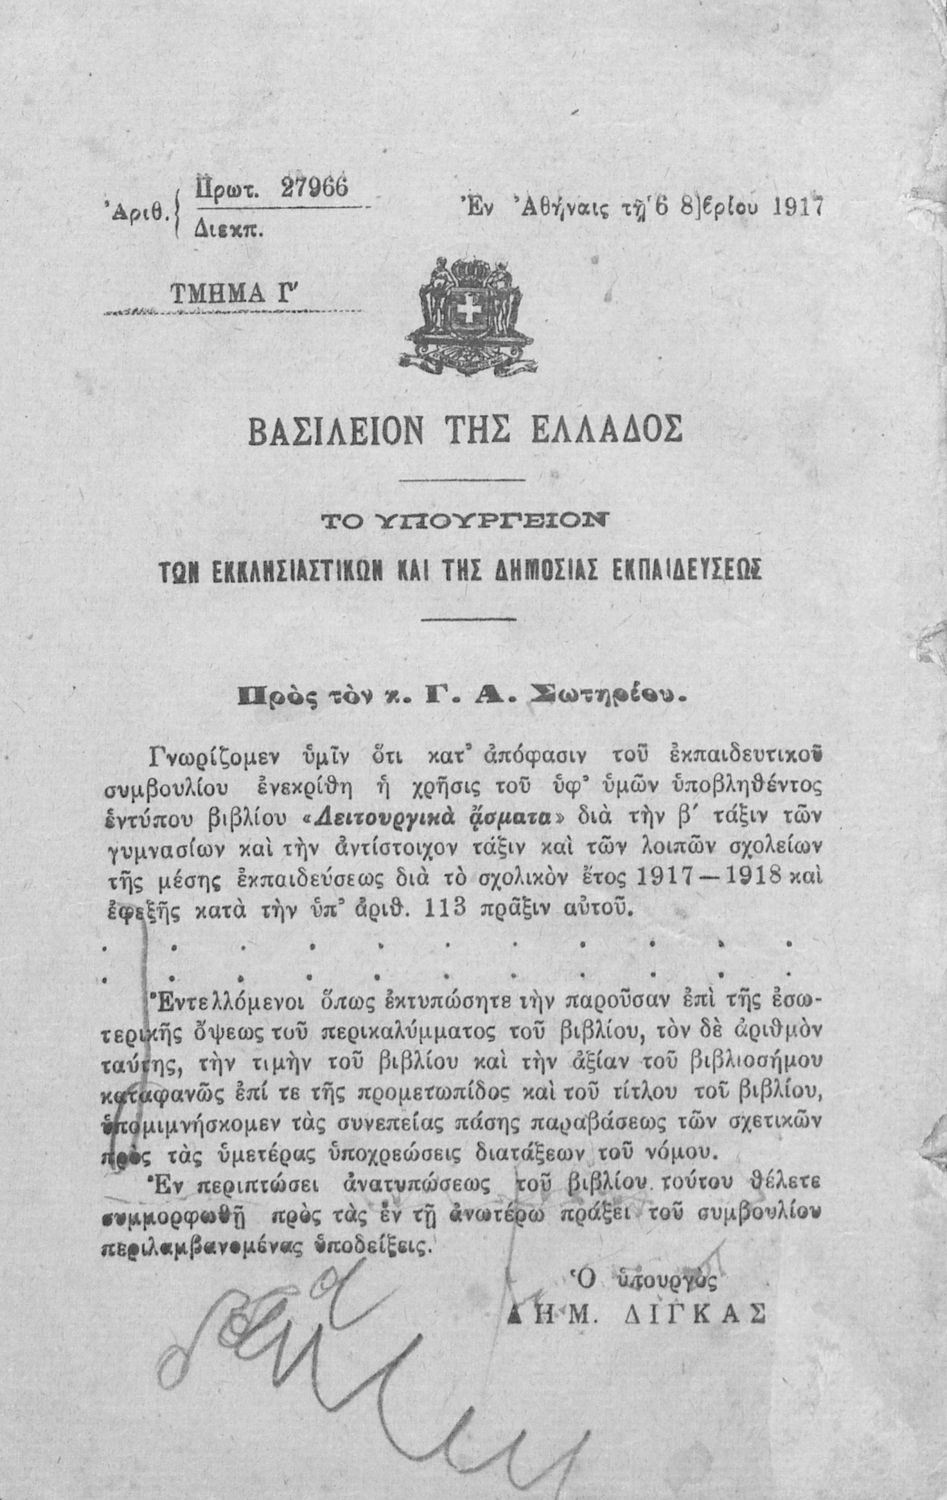 Ἀριθ. { Πρωτ. 27966
Διεκπ.
Ἐν Ἀθήναις τῇ 6 8)βρίου 1917
ΤΜΗΜΑ Γ′
ΒΑΣΙΛΕΙΟΝ ΤΗΣ ΕΛΛΑΔΟΣ
ΤΟ ΥΠΟΥΡΓΕΙΟΝ
ΤΩΝ ΕΚΚΛΗΣΙΑΣΤΙΚΩΝ ΚΑΙ ΤΗΣ ΔΗΜΟΣΙΑΣ ΕΚΠΑΙΔΕΥΣΕΩΣ
Πρὸς τὸν κ. Γ. Α. Σωτηρίου.
Γνωρίζομεν ὑμῖν ὅτι κατ’ ἀπόφασιν τοῦ ἐκπαιδευτικοῦ
συμβουλίου ἐνεκρίθη ἡ χρῆσις τοῦ ὑφ’ ὑμῶν ὑποβληθέντος
ἐντύπου βιβλίου «Λειτουργικὰ ᾄσματα» διὰ τὴν β′ τάξιν τῶν
γυμνασίων καὶ τὴν ἀντίστοιχον τάξιν καὶ τῶν λοιπῶν σχολείων
τῆς μέσης ἐκπαιδεύσεως διὰ τὸ σχολικὸν ἔτος 1917—1918 καὶ
ἐφεξῆς κατὰ τὴν ὑπ’ ἀριθ. 113 πρᾶξιν αὐτοῦ.
. . . . . . . . . . .
. . . . . . . . . . .
Ἐντελλόμενοι ὅπως ἐκτυπώσητε τὴν παροῦσαν ἐπὶ τῆς ἐσω-
τερικῆς ὄψεως τοῦ περικαλύμματος τοῦ βιβλίου, τὸν δὲ ἀριθμὸν
ταύτης, τὴν τιμὴν τοῦ βιβλίου καὶ τὴν ἀξίαν τοῦ βιβλιοσήμου
καταφανῶς ἐπί τε τῆς προμετωπίδος καὶ τοῦ τίτλου τοῦ βιβλίου,
ὑπομιμνήσκομεν τὰς συνεπείας πάσης παραβάσεως τῶν σχετικῶν
πρὸς τὰς ὑμετέρας ὑποχρεώσεις διατάξεων τοῦ νόμου.
Ἐν περιπτώσει ἀνατυπώσεως τοῦ βιβλίου τούτου θέλετε
συμμορφωθῇ πρὸς τὰς ἐν τῇ ἀνωτέρω πράξει τοῦ συμβουλίου
περιλαμβανομένας ὑποδείξεις.
Ὁ ὑπουργὸς
ΔΗΜ. ΔΙΓΚΑΣ